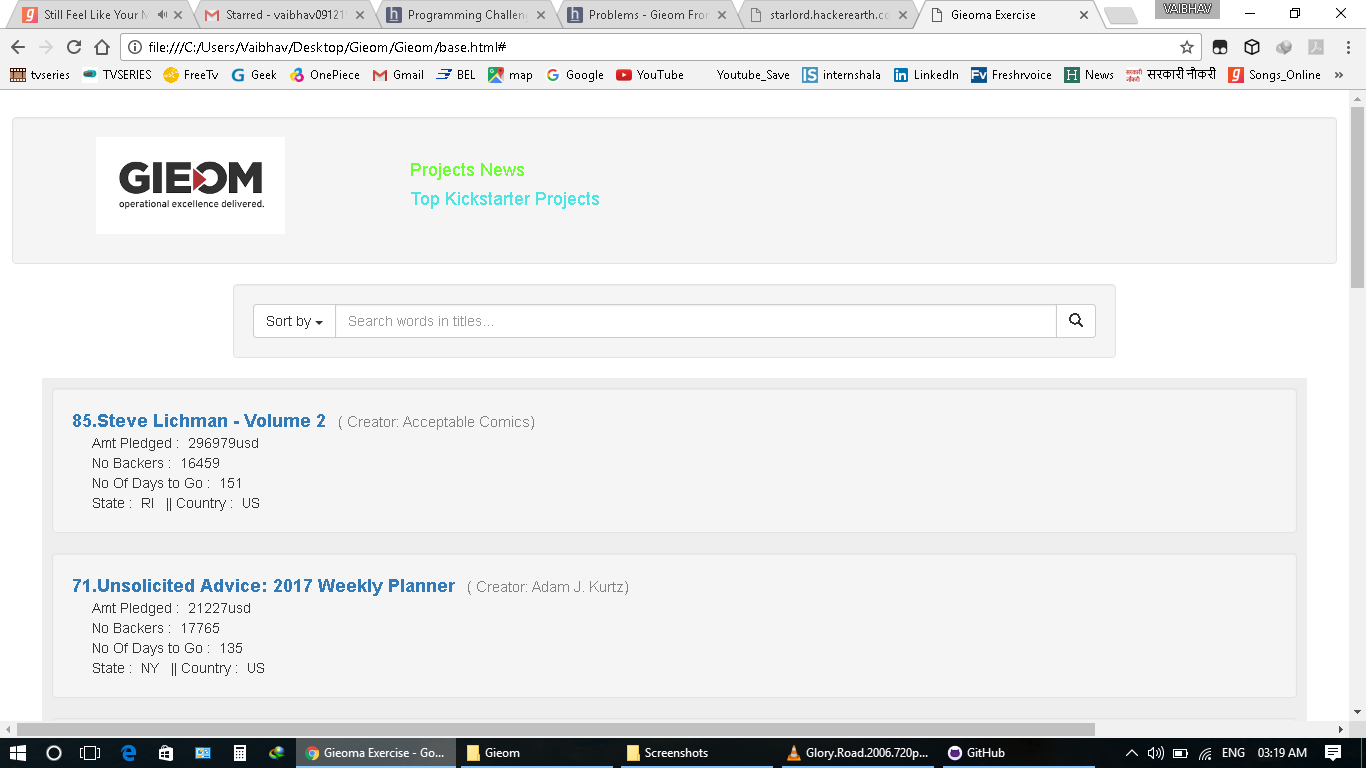 Still Feel Like Your M
Starred - vaibhav09121
Programming Challen
Problems - Gieom Fron
starlord.hackerearth.co
Gieoma Exercise
VAIBHAV
file:///C:/Users/Vaibhav/Desktop/Gieom/Gieom/base.html#
tvseries TVSERIES FreeTv Geek OnePiece Gmail BEL map Google YouTube Youtube_Save internshala LinkedIn Freshrvoice News सरकारी नौकरी Songs_Online »
GIEOM
operational excellence delivered.
Projects News
Top Kickstarter Projects
Sort by Search words in titles...
85.Steve Lichman - Volume 2 ( Creator: Acceptable Comics)
Amt Pledged : 296979usd
No Backers : 16459
No Of Days to Go : 151
State : RI || Country : US
71.Unsolicited Advice: 2017 Weekly Planner ( Creator: Adam J. Kurtz)
Amt Pledged : 21227usd
No Backers : 17765
No Of Days to Go : 135
State : NY || Country : US
Gieoma Exercise - Go... Gieom Screenshots Glory.Road.2006.720p... GitHub ENG 03:19 AM